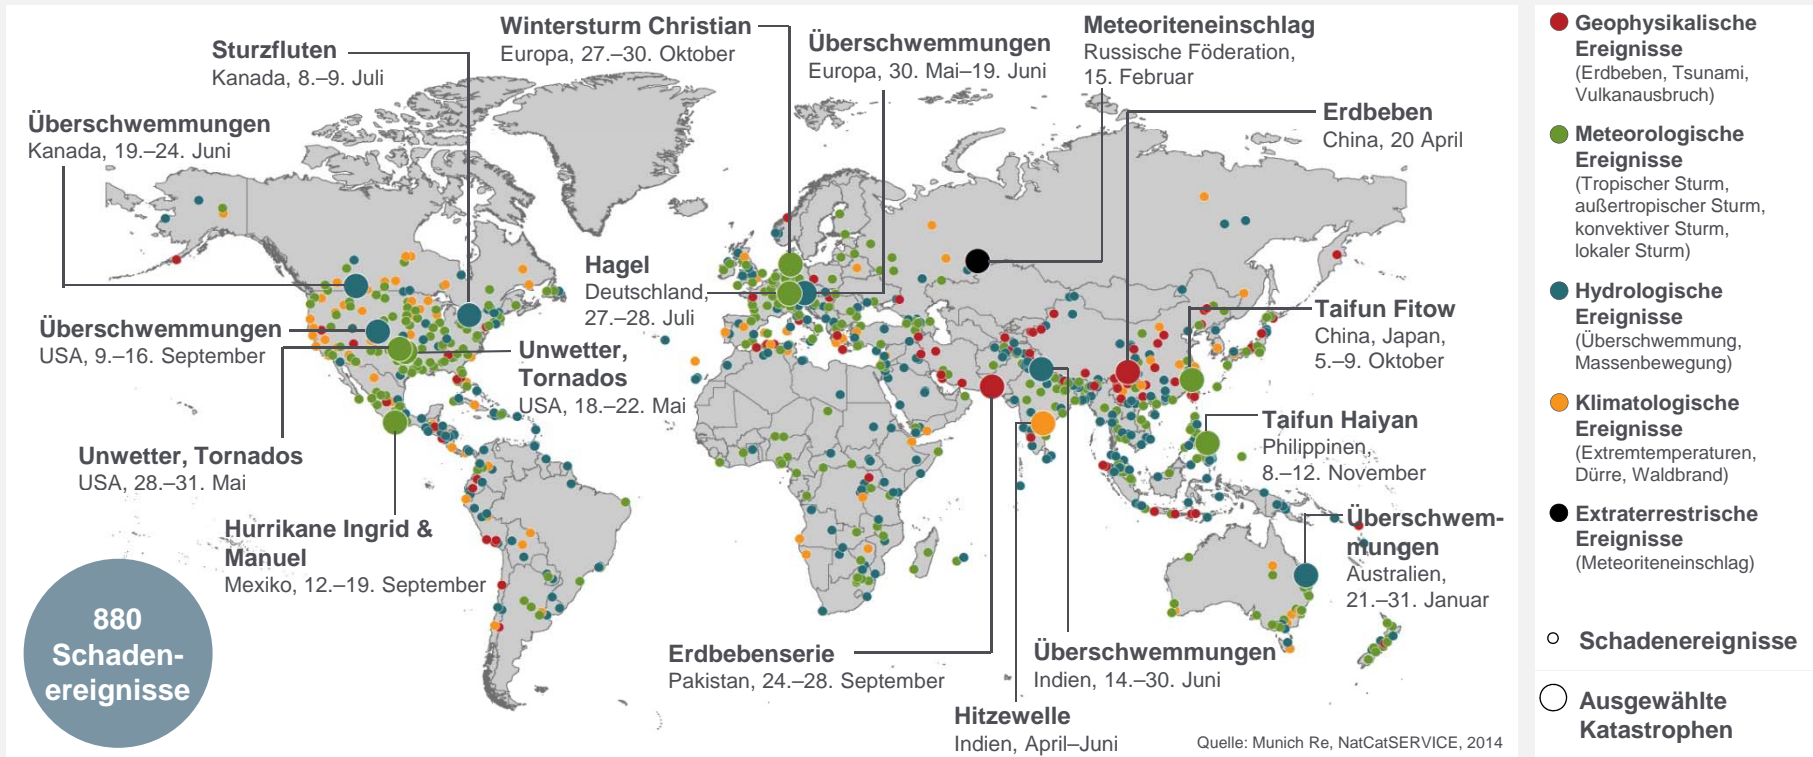 Wintersturm Christian
Europa, 27.–30. Oktober
Sturzfluten
Kanada, 8.–9. Juli
Überschwemmungen
Europa, 30. Mai–19. Juni
Meteoriteneinschlag
Russische Föderation,
15. Februar
Erdbeben
China, 20 April
Überschwemmungen
Kanada, 19.–24. Juni
Hagel
Deutschland,
27.–28. Juli
Taifun Fitow
China, Japan,
5.–9. Oktober
Überschwemmungen
USA, 9.–16. September
Unwetter,
Tornados
USA, 18.–22. Mai
Taifun Haiyan
Philippinen,
8.–12. November
Unwetter, Tornados
USA, 28.–31. Mai
Hurrikane Ingrid &
Manuel
Mexiko, 12.–19. September
Überschwem-
mungen
Australien,
21.–31. Januar
880
Schaden-
ereignisse
Erdbebenserie
Pakistan, 24.–28. September
Überschwemmungen
Indien, 14.–30. Juni
Hitzewelle
Indien, April–Juni
Quelle: Munich Re, NatCatSERVICE, 2014
Geophysikalische
Ereignisse
(Erdbeben, Tsunami,
Vulkanausbruch)
Meteorologische
Ereignisse
(Tropischer Sturm,
außertropischer Sturm,
konvektiver Sturm,
lokaler Sturm)
Hydrologische
Ereignisse
(Überschwemmung,
Massenbewegung)
Klimatologische
Ereignisse
(Extremtemperaturen,
Dürre, Waldbrand)
Extraterrestrische
Ereignisse
(Meteoriteneinschlag)
Schadenereignisse
Ausgewählte
Katastrophen